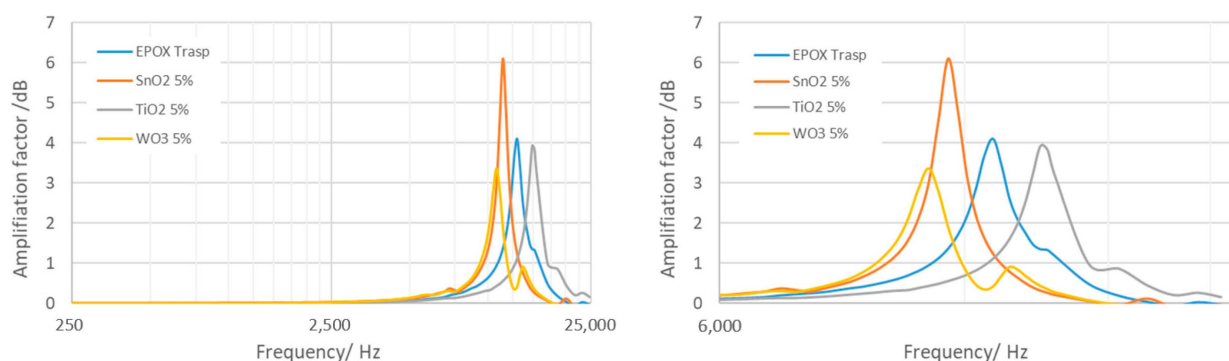 7
6
5
4
3
2
1
0
Amplifiation factor /dB
EPOX Trasp
SnO2 5%
TiO2 5%
WO3 5%
250
2,500
25,000
Frequency/ Hz
7
6
5
4
3
2
1
0
Amplifiation factor /dB
EPOX Trasp
SnO2 5%
TiO2 5%
WO3 5%
6,000
Frequency/ Hz